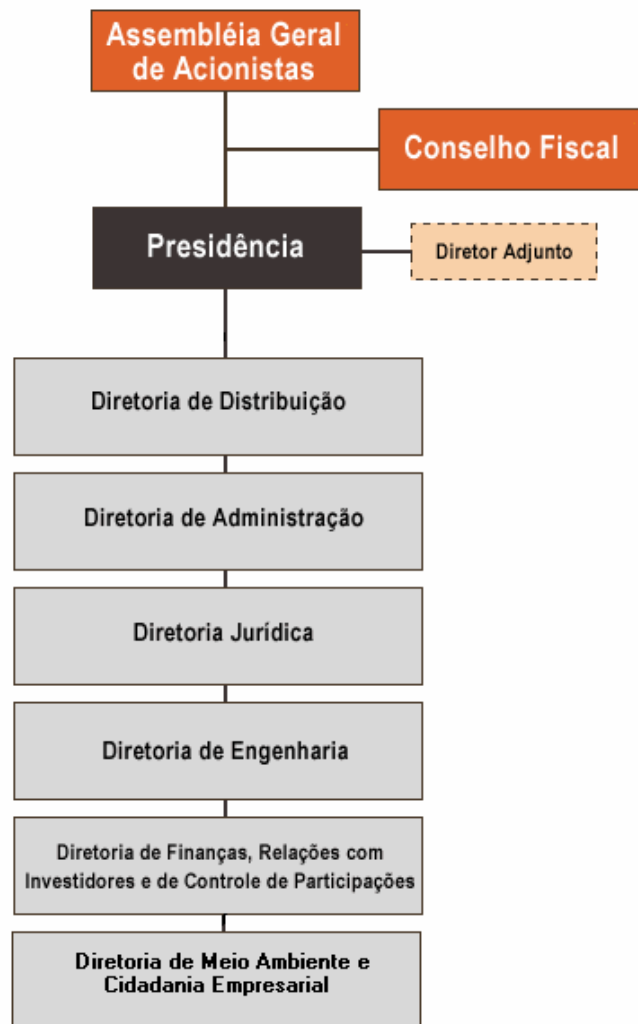 Assembléia Geral
de Acionistas
Conselho Fiscal
Presidência
Diretor Adjunto
Diretoria de Distribuição
Diretoria de Administração
Diretoria Jurídica
Diretoria de Engenharia
Diretoria de Finanças, Relações com
Investidores e de Controle de Participações
Diretoria de Meio Ambiente e
Cidadania Empresarial